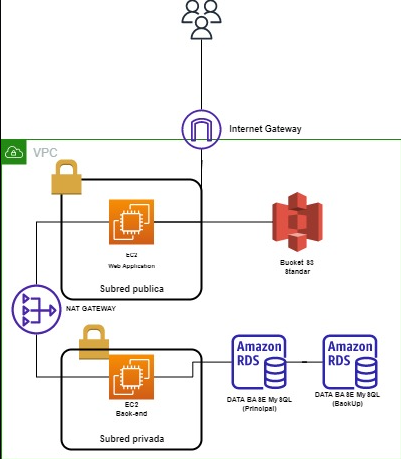 Internet Gateway
VPC
EC2
Web Application
Bucket S3
Standar
Subred publica
NAT GATEWAY
Amazon
RDS
Amazon
RDS
DATA BASE MySQL
(Principal)
DATA BASE MySQL
(BackUp)
EC2
Back-end
Subred privada